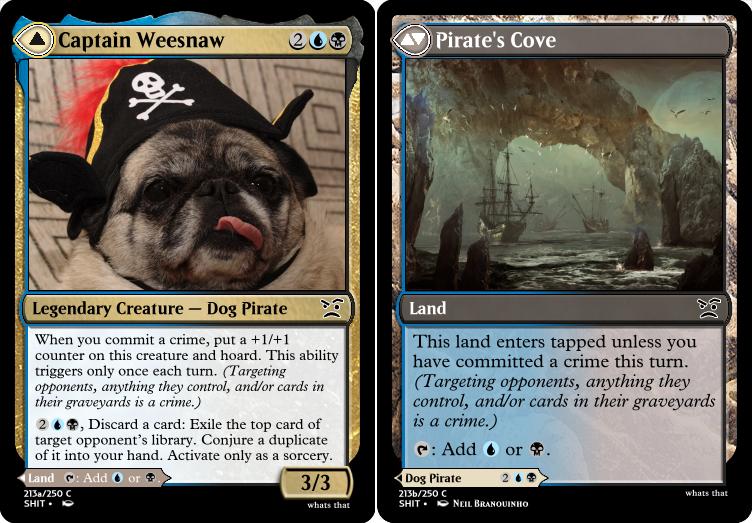 Captain Weesnaw 2
When you commit a crime, put a +1/+1
counter on this creature and hoard. This ability
triggers only once each turn. (Targeting
opponents, anything they control, and/or cards in
their graveyards is a crime.)
2, Discard a card: Exile the top card of
target opponent's library. Conjure a duplicate
of it into your hand. Activate only as a sorcery.
Legendary Creature — Dog Pirate
Land : Add or .
3/3
213a/250 C
SHIT •
whats that
Pirate's Cove
Land
This land enters tapped unless you
have committed a crime this turn.
(Targeting opponents, anything they
control, and/or cards in their graveyards
is a crime.)
: Add or .
Dog Pirate 2
213b/250 C
SHIT • NEIL BRANQUINHO
whats that